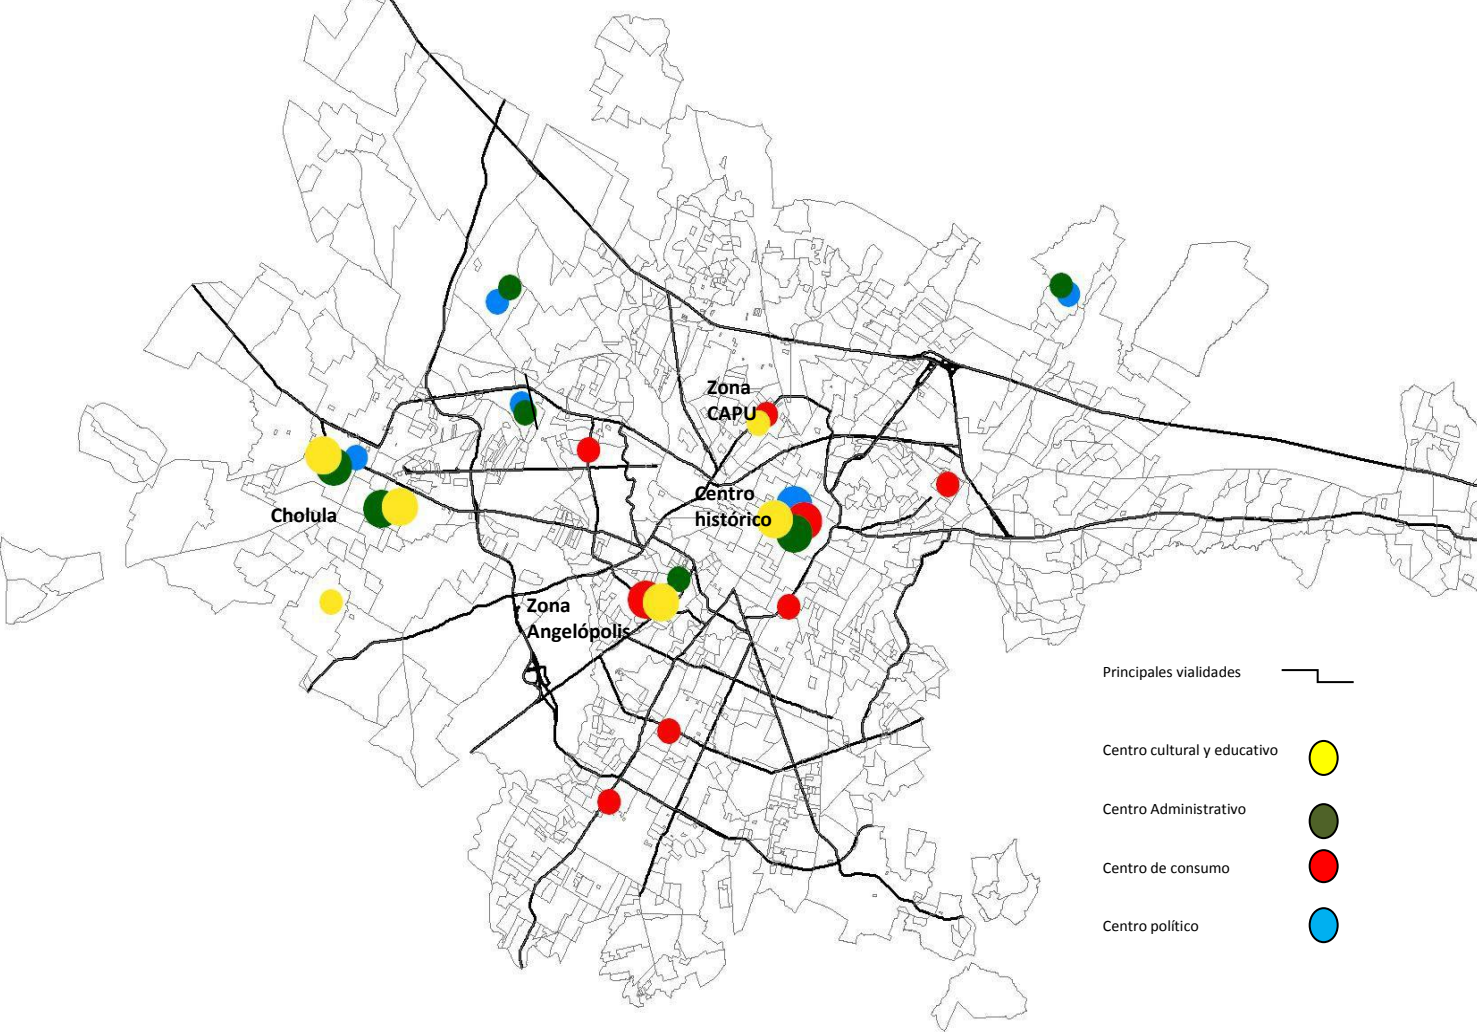 Zona
CAPU
Centro
histórico
Cholula
Zona
Angelópolis
Principales vialidades
Centro cultural y educativo
Centro Administrativo
Centro de consumo
Centro político